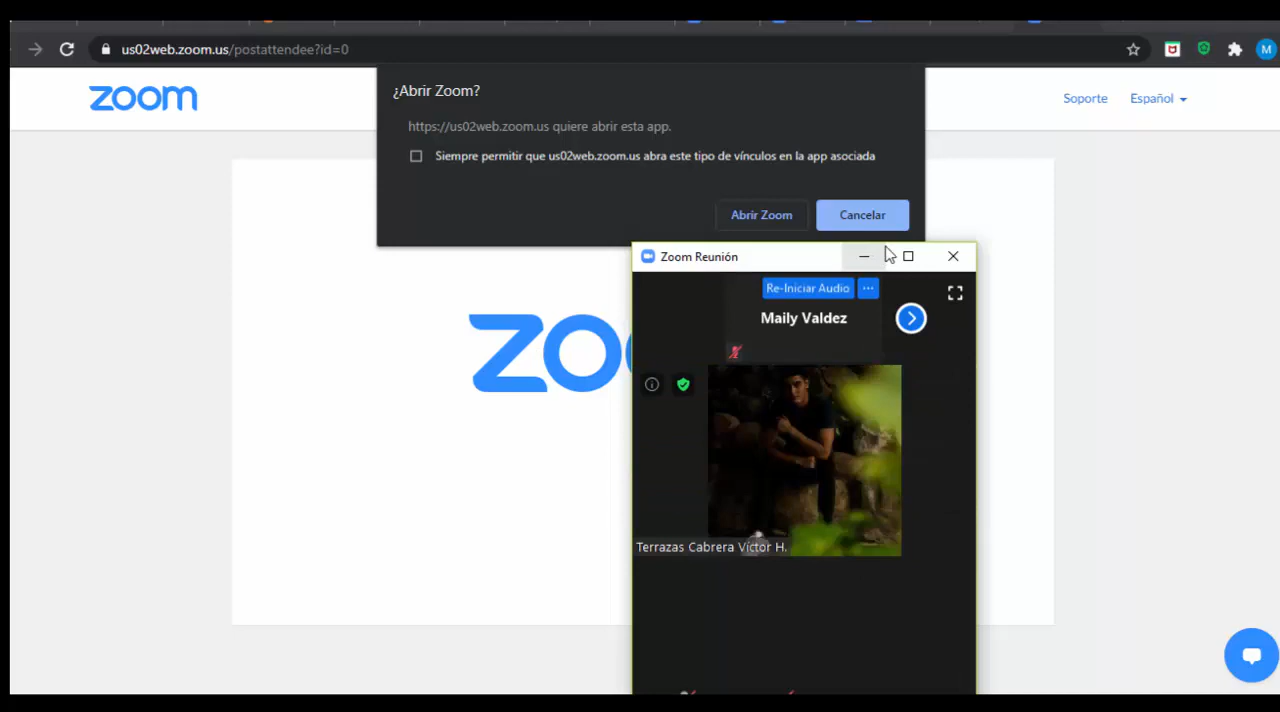 us02web.zoom.us/postattendee?id=0
M
zoom
Soporte
Español
¿Abrir Zoom?
https://us02web.zoom.us quiere abrir esta app.
Siempre permitir que us02web.zoom.us abra este tipo de vínculos en la app asociada
Abrir Zoom
Cancelar
Zoom Reunión
Re-Iniciar Audio
Maily Valdez
Terrazas Cabrera Víctor H.